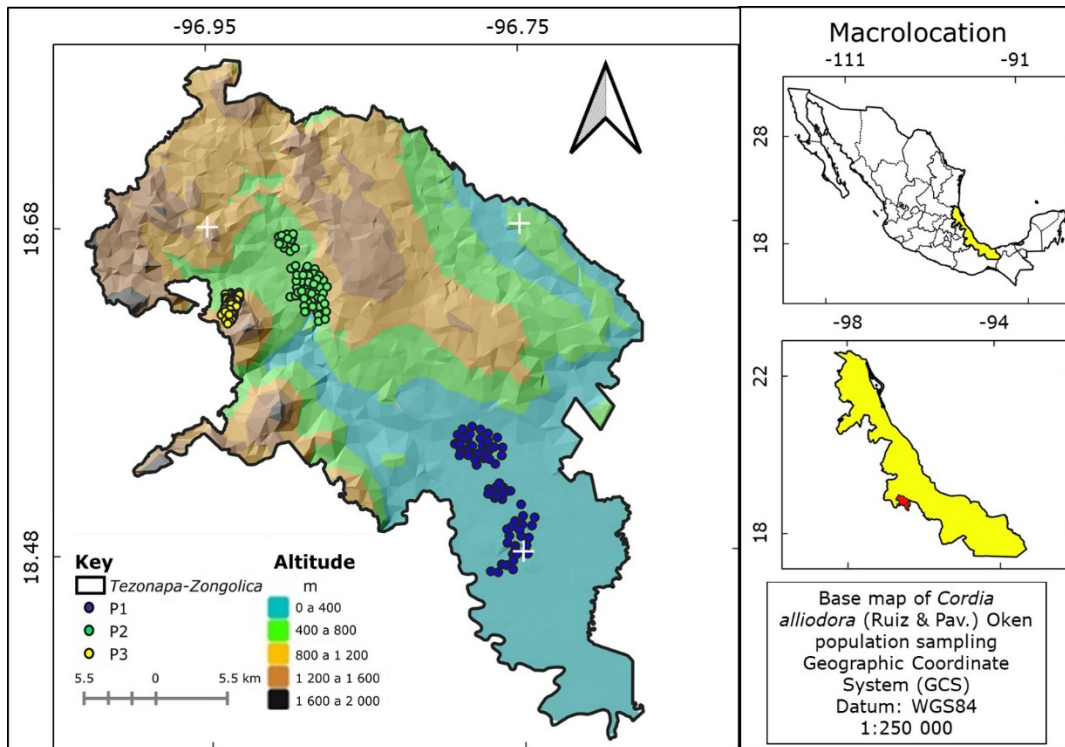 -96.95
-96.75
18.68
18.48
Key
Tezonapa-Zongolica
P1
P2
P3
5.5
0
5.5 km
Altitude
m
0 a 400
400 a 800
800 a 1 200
1 200 a 1 600
1 600 a 2 000
Macrolocation
-111
-91
28
18
-98
-94
22
18
Base map of Cordia
alliodora (Ruiz & Pav.) Oken
population sampling
Geographic Coordinate
System (GCS)
Datum: WGS84
1:250 000